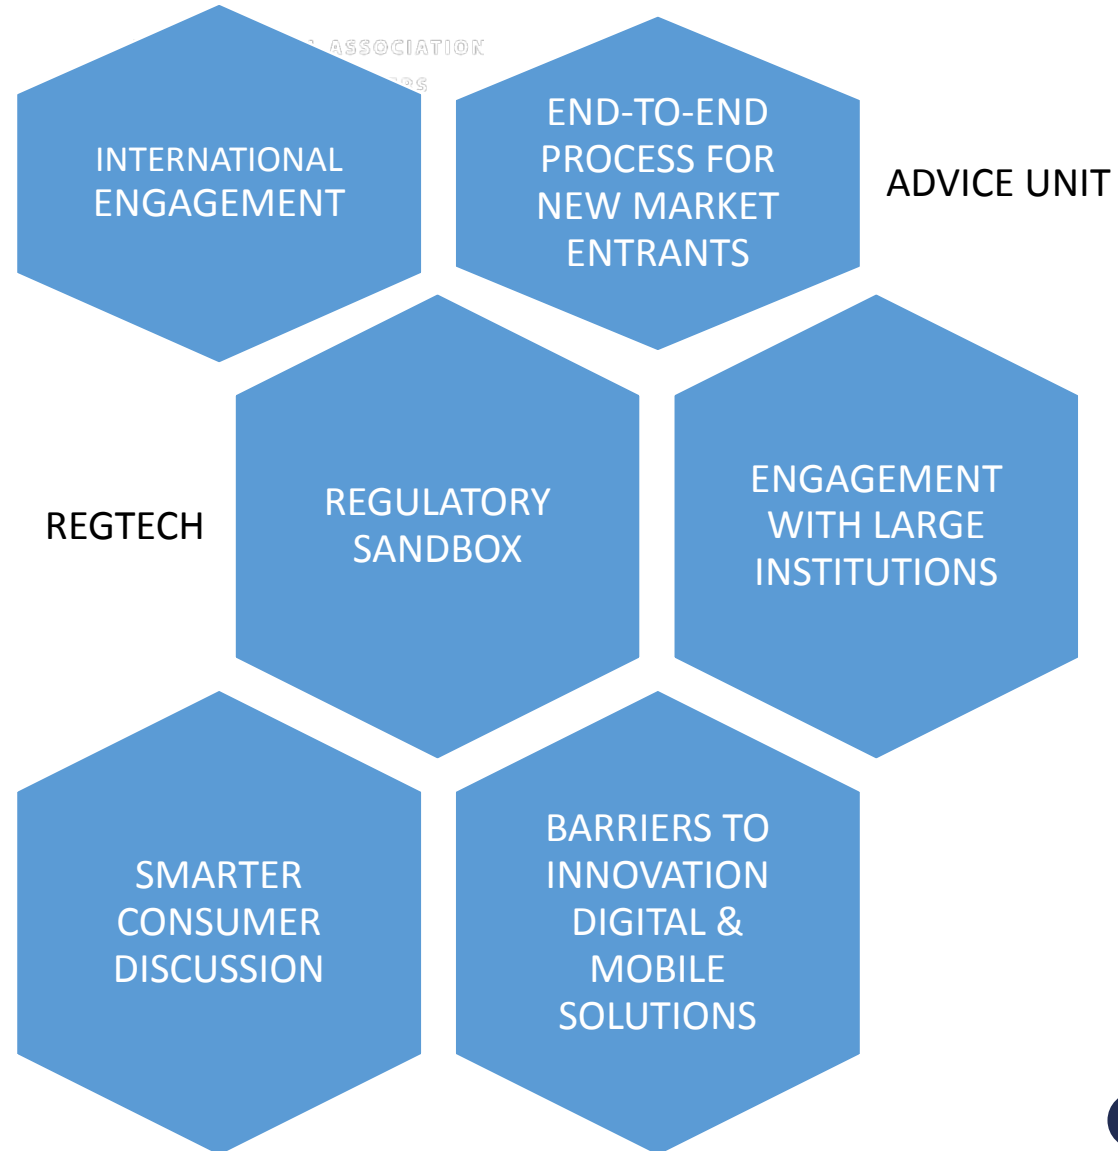 ASSOCIATION
INTERNATIONAL
ENGAGEMENT
END-TO-END
PROCESS FOR
NEW MARKET
ENTRANTS
ADVICE UNIT
REGTECH
REGULATORY
SANDBOX
ENGAGEMENT
WITH LARGE
INSTITUTIONS
SMARTER
CONSUMER
DISCUSSION
BARRIERS TO
INNOVATION
DIGITAL &
MOBILE
SOLUTIONS